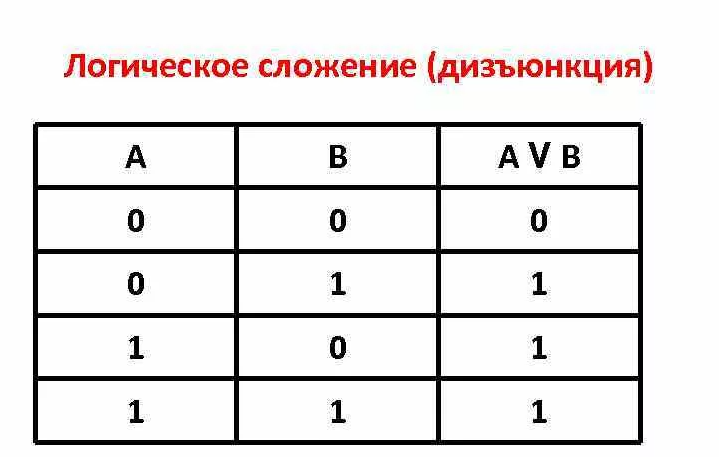 Логическое сложение (дизъюнкция)
A B A V B
0 0 0
0 1 1
1 0 1
1 1 1